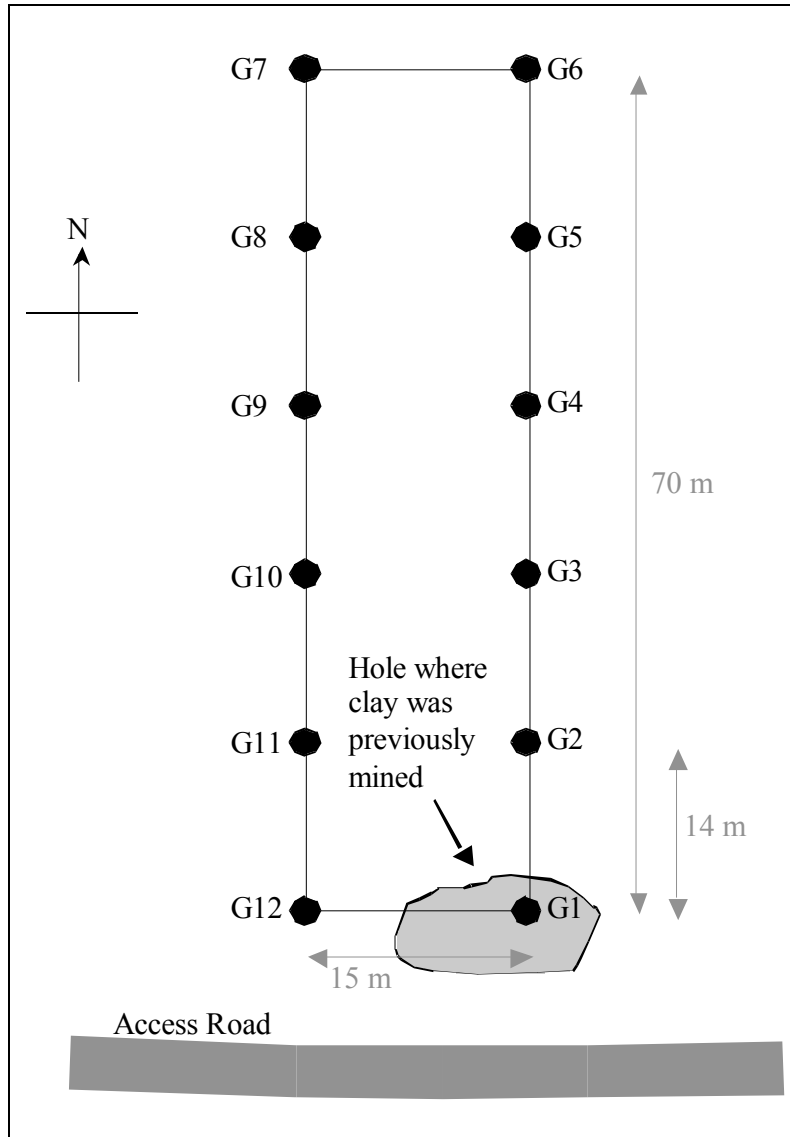 G7
G6
N
G8
G5
G9
G4
70 m
G10
G3
Hole where
clay was
previously
mined
G11
G2
14 m
G12
G1
15 m
Access Road